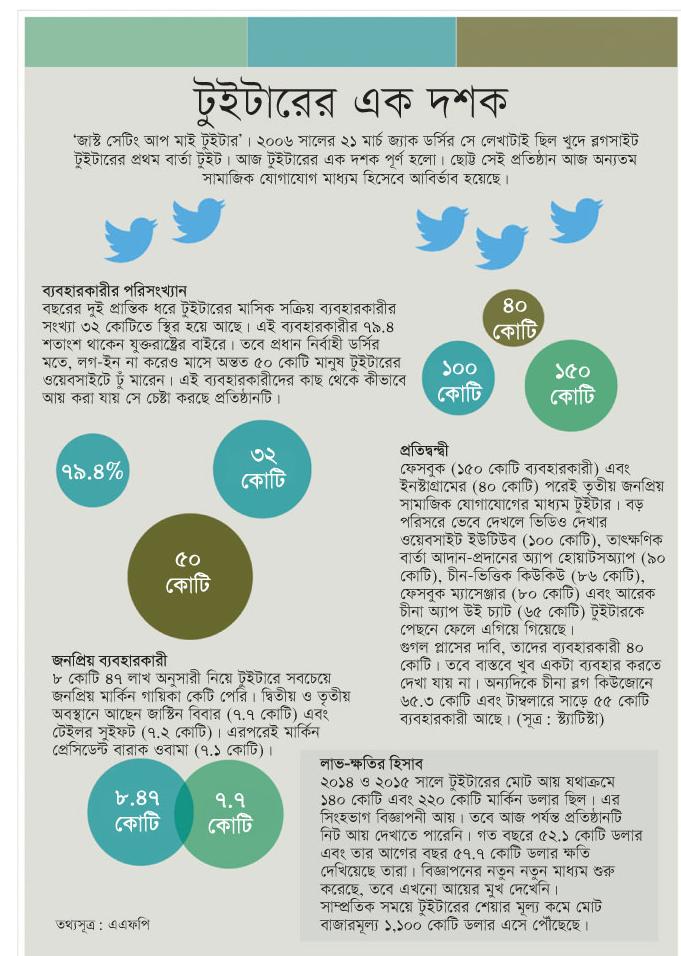 টুইটারের এক দশক
‘জাস্ট সেটিং আপ মাই টুইটার’। ২০০৬ সালের ২১ মার্চ জ্যাক ডর্সির সে লেখাটাই ছিল খুদে ব্লগসাইট
টুইটারের প্রথম বার্তা টুইট। আজ টুইটারের এক দশক পূর্ণ হলো। ছোট্ট সেই প্রতিষ্ঠান আজ অন্যতম
সামাজিক যোগাযোগ মাধ্যম হিসেবে আবির্ভাব হয়েছে।
ব্যবহারকারীর পরিসংখ্যান
বছরের দুই প্রান্তিক ধরে টুইটারের মাসিক সক্রিয় ব্যবহারকারীর
সংখ্যা ৩২ কোটিতে স্থির হয়ে আছে। এই ব্যবহারকারীর ৭৯.৪
শতাংশ থাকেন যুক্তরাষ্ট্রের বাইরে। তবে প্রধান নির্বাহী ডর্সির
মতে, লগ-ইন না করেও মাসে অন্তত ৫০ কোটি মানুষ টুইটারের
ওয়েবসাইটে ঢুঁ মারেন। এই ব্যবহারকারীদের কাছ থেকে কীভাবে
আয় করা যায় সে চেষ্টা করছে প্রতিষ্ঠানটি।
৭৯.৪%
৩২
কোটি
৫০
কোটি
৪০
কোটি
১০০
কোটি
১৫০
কোটি
প্রতিদ্বন্দ্বী
ফেসবুক (১৫০ কোটি ব্যবহারকারী) এবং
ইনস্টাগ্রামের (৪০ কোটি) পরেই তৃতীয় জনপ্রিয়
সামাজিক যোগাযোগের মাধ্যম টুইটার। বড়
পরিসরে ভেবে দেখলে ভিডিও দেখার
ওয়েবসাইট ইউটিউব (১০০ কোটি), তাৎক্ষণিক
বার্তা আদান-প্রদানের অ্যাপ হোয়াটসঅ্যাপ (৯০
কোটি), চীন-ভিত্তিক কিউকিউ (৮৬ কোটি),
ফেসবুক ম্যাসেঞ্জার (৮০ কোটি) এবং আরেক
চীনা অ্যাপ উই চ্যাট (৬৫ কোটি) টুইটারকে
পেছনে ফেলে এগিয়ে গিয়েছে।
গুগল প্লাসের দাবি, তাদের ব্যবহারকারী ৪০
কোটি। তবে বাস্তবে খুব একটা ব্যবহার করতে
দেখা যায় না। অন্যদিকে চীনা ব্লগ কিউজোনে
৬৫.৩ কোটি এবং টাম্বলারে সাড়ে ৫৫ কোটি
ব্যবহারকারী আছে। (সূত্র : স্ট্যাটিস্টা)
জনপ্রিয় ব্যবহারকারী
৮ কোটি ৪৭ লাখ অনুসারী নিয়ে টুইটারে সবচেয়ে
জনপ্রিয় মার্কিন গায়িকা কেটি পেরি। দ্বিতীয় ও তৃতীয়
অবস্থানে আছেন জাস্টিন বিবার (৭.৭ কোটি) এবং
টেইলর সুইফট (৭.২ কোটি)। এরপরেই মার্কিন
প্রেসিডেন্ট বারাক ওবামা (৭.১ কোটি)।
৮.৪৭
কোটি
৭.৭
কোটি
লাভ-ক্ষতির হিসাব
২০১৪ ও ২০১৫ সালে টুইটারের মোট আয় যথাক্রমে
১৪০ কোটি এবং ২২০ কোটি মার্কিন ডলার ছিল। এর
সিংহভাগ বিজ্ঞাপনী আয়। তবে আজ পর্যন্ত প্রতিষ্ঠানটি
নিট আয় দেখাতে পারেনি। গত বছরে ৫২.১ কোটি ডলার
এবং তার আগের বছর ৫৭.৭ কোটি ডলার ক্ষতি
দেখিয়েছে তারা। বিজ্ঞাপনের নতুন নতুন মাধ্যম শুরু
করেছে, তবে এখনো আয়ের মুখ দেখেনি।
সাম্প্রতিক সময়ে টুইটারের শেয়ার মূল্য কমে মোট
বাজারমূল্য ১,১০০ কোটি ডলার এসে পৌঁছেছে।
তথ্যসূত্র : এএফপি